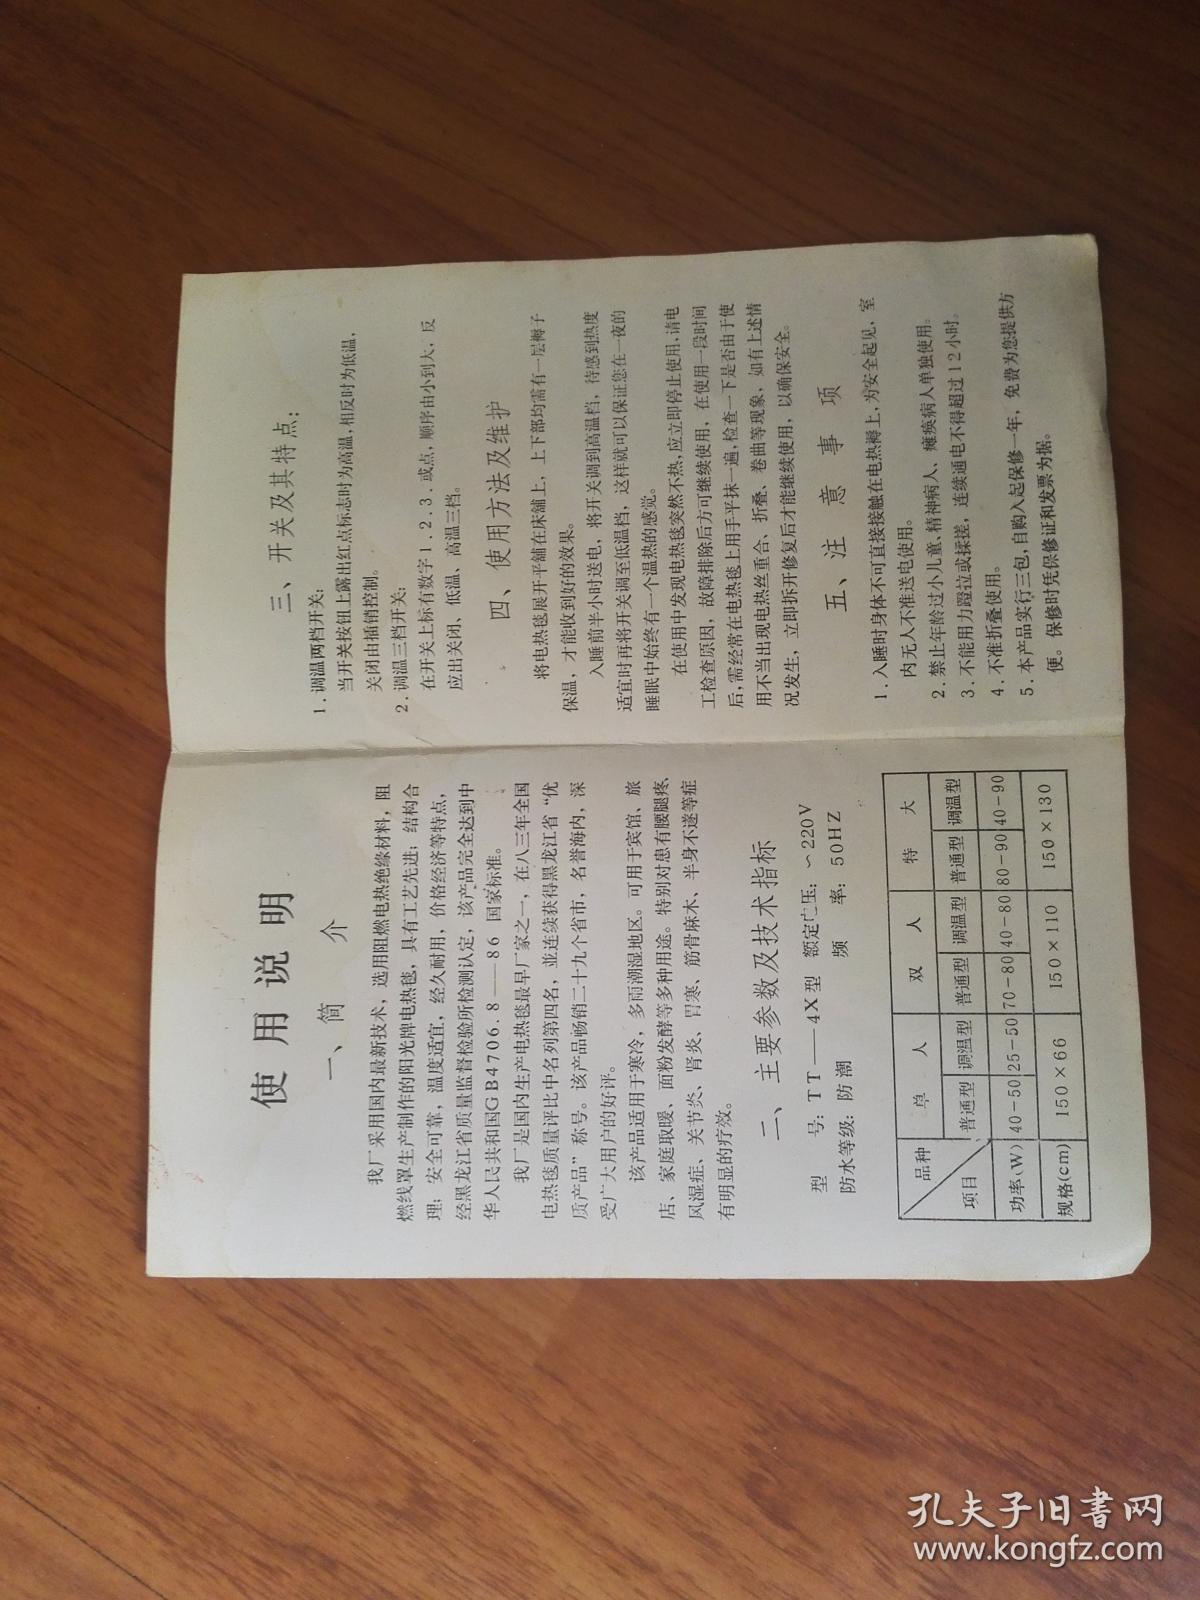 使用说明
一、简 介
我厂采用国内最新技术，选用阻燃电热绝缘材料，阻
燃线罩生产制作的阳光牌电热毯，具有工艺先进；结构合
理；安全可靠，温度适宜，经久耐用，价格经济等特点，
经黑龙江省质量监督检验所检测认定，该产品完全达到中
华人民共和国GB4706.8——86 国家标准。
我厂是国内生产电热毯最早厂家之一，在八三年全国
电热毯质量评比中名列第四名，並连续获得黑龙江省“优
质产品”称号。该产品畅销二十九个省市，名誉海内，深
受广大用户的好评。
该产品适用于寒冷，多雨潮湿地区。可用于宾馆、旅
店、家庭取暖、面粉发酵等多种用途。特别对患有腰腿疼、
风湿症、关节炎、肾炎、胃寒、筋骨麻木、半身不遂等症
有明显的疗效。
二、主要参数及技术指标
型 号：TT——4X型 额定电压：∽220V
防水等级：防潮 频 率：50HZ
品种 单 人 双 人 特 大
项目 普通型 调温型 普通型 调温型 普通型 调温型
功率(W) 40-50 25-50 70-80 40-80 80-90 40-90
规格(cm) 150×66 150×110 150×130
三、开关及其特点：
1.调温两档开关；
当开关按钮上露出红点标志时为高温，相反时为低温，
关闭由插销控制。
2.调温三档开关；
在开关上标有数字1.2.3.或点，顺序由小到大，反
应出关闭、低温、高温三档。
四、使用方法及维护
将电热毯展开平舖在床舖上，上下部均需有一层褥子
保温，才能收到好的效果。
入睡前半小时送电，将开关调到高温档，待感到热度
适宜时再将开关调至低温档，这样就可以保证您在一夜的
睡眠中始终有一个温热的感觉。
在使用中发现电热毯突然不热，应立即停止使用，请电
工检查原因，故障排除后方可继续使用，在使用一段时间
后，需经常在电热毯上用手平抹一遍，检查一下是否由于使
用不当出现电热丝重合、折叠、卷曲等现象，如有上述情
况发生，立即拆开修复后才能继续使用，以确保安全。
五、注 意 事 项
1.入睡时身体不可直接接触在电热褥上，为安全起见，室
内无人不准送电使用。
2.禁止年龄过小儿童、精神病人、瘫痪病人单独使用。
3.不能用力蹬拉或揉搓，连续通电不得超过12小时。
4.不准折叠使用。
5.本产品实行三包，自购入起保修一年，免费为您提供方
便。保修时凭保修证和发票为据。
孔夫子旧书网
www.kongfz.com